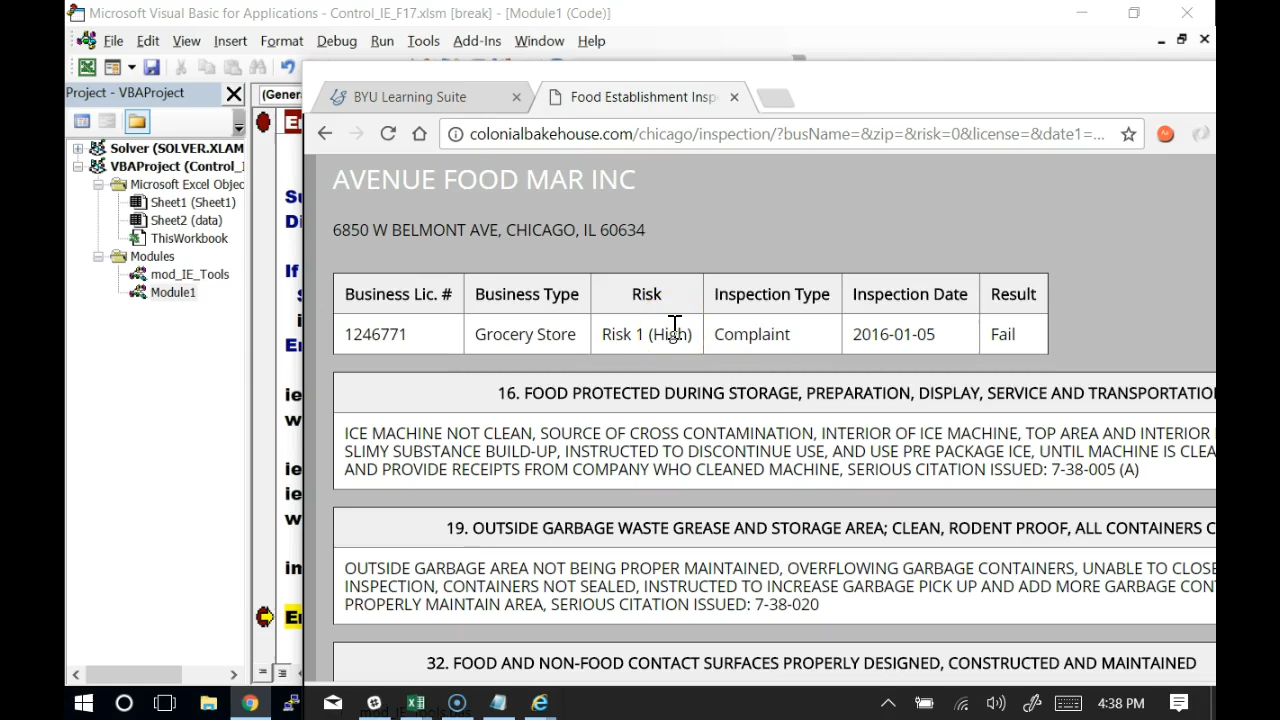 Microsoft Visual Basic for Applications - Control_IE_F17.xlsm [break] - [Module1 (Code)]
File Edit View Insert Format Debug Run Tools Add-Ins Window Help
Project - VBAProject
(Gener
Solver (SOLVER.XLAM
VBAProject (Control_I
Microsoft Excel Objec
Sheet1 (Sheet1)
Sheet2 (data)
ThisWorkbook
Modules
mod_IE_Tools
Module1
Su
Di
If
S
i
E
ie
w
ie
ie
w
in
E
BYU Learning Suite
Food Establishment Insp
colonialbakehouse.com/chicago/inspection/?busName=&zip=&risk=0&license=&date1=...
AVENUE FOOD MAR INC
6850 W BELMONT AVE, CHICAGO, IL 60634
Business Lic. # Business Type Risk Inspection Type Inspection Date Result
1246771 Grocery Store Risk 1 (High) Complaint 2016-01-05 Fail
16. FOOD PROTECTED DURING STORAGE, PREPARATION, DISPLAY, SERVICE AND TRANSPORTATIO
ICE MACHINE NOT CLEAN, SOURCE OF CROSS CONTAMINATION, INTERIOR OF ICE MACHINE, TOP AREA AND INTERIOR
SLIMY SUBSTANCE BUILD-UP, INSTRUCTED TO DISCONTINUE USE, AND USE PRE PACKAGE ICE, UNTIL MACHINE IS CLEA
AND PROVIDE RECEIPTS FROM COMPANY WHO CLEANED MACHINE, SERIOUS CITATION ISSUED: 7-38-005 (A)
19. OUTSIDE GARBAGE WASTE GREASE AND STORAGE AREA; CLEAN, RODENT PROOF, ALL CONTAINERS C
OUTSIDE GARBAGE AREA NOT BEING PROPER MAINTAINED, OVERFLOWING GARBAGE CONTAINERS, UNABLE TO CLOSE
INSPECTION, CONTAINERS NOT SEALED, INSTRUCTED TO INCREASE GARBAGE PICK UP AND ADD MORE GARBAGE CON
PROPERLY MAINTAIN AREA, SERIOUS CITATION ISSUED: 7-38-020
32. FOOD AND NON-FOOD CONTACT SURFACES PROPERLY DESIGNED, CONSTRUCTED AND MAINTAINED
4:38 PM